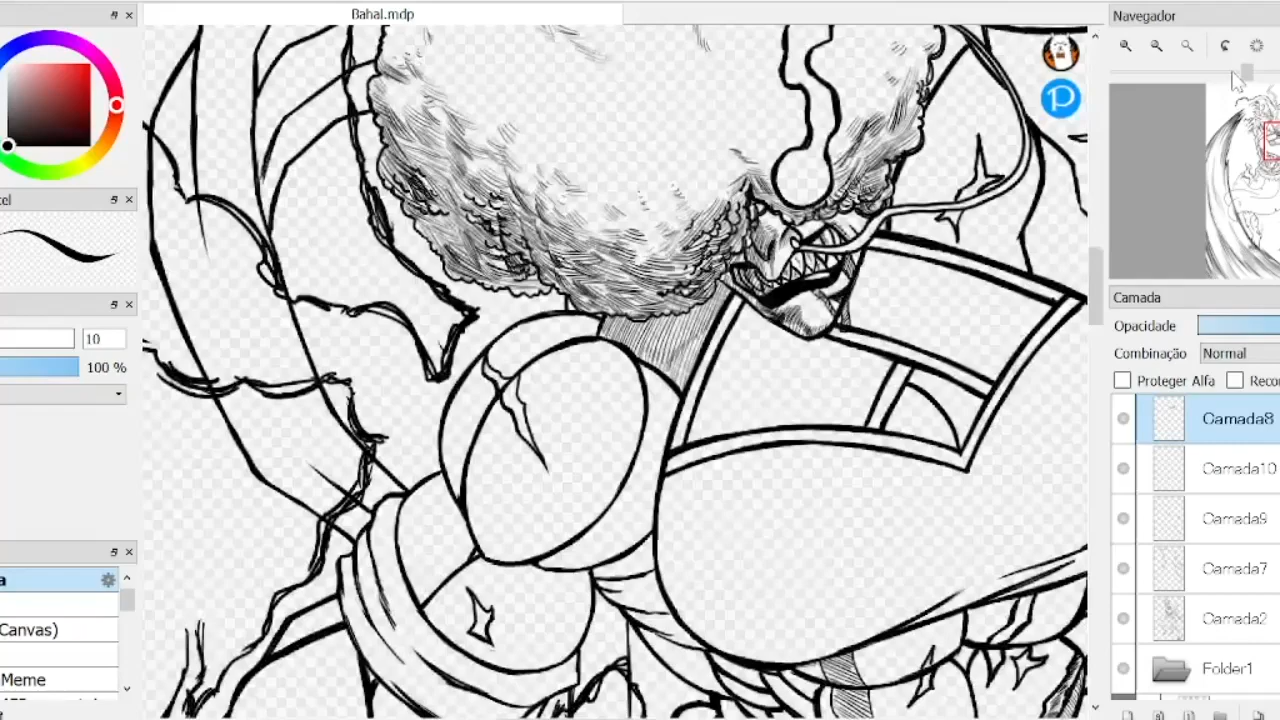 Bahal.mdp
Navegador
10
100 %
Camada
Opacidade
Combinação Normal
Proteger Alfa
Camada8
Camada10
Camada9
Camada7
Camada2
Folder1
Canvas)
Meme